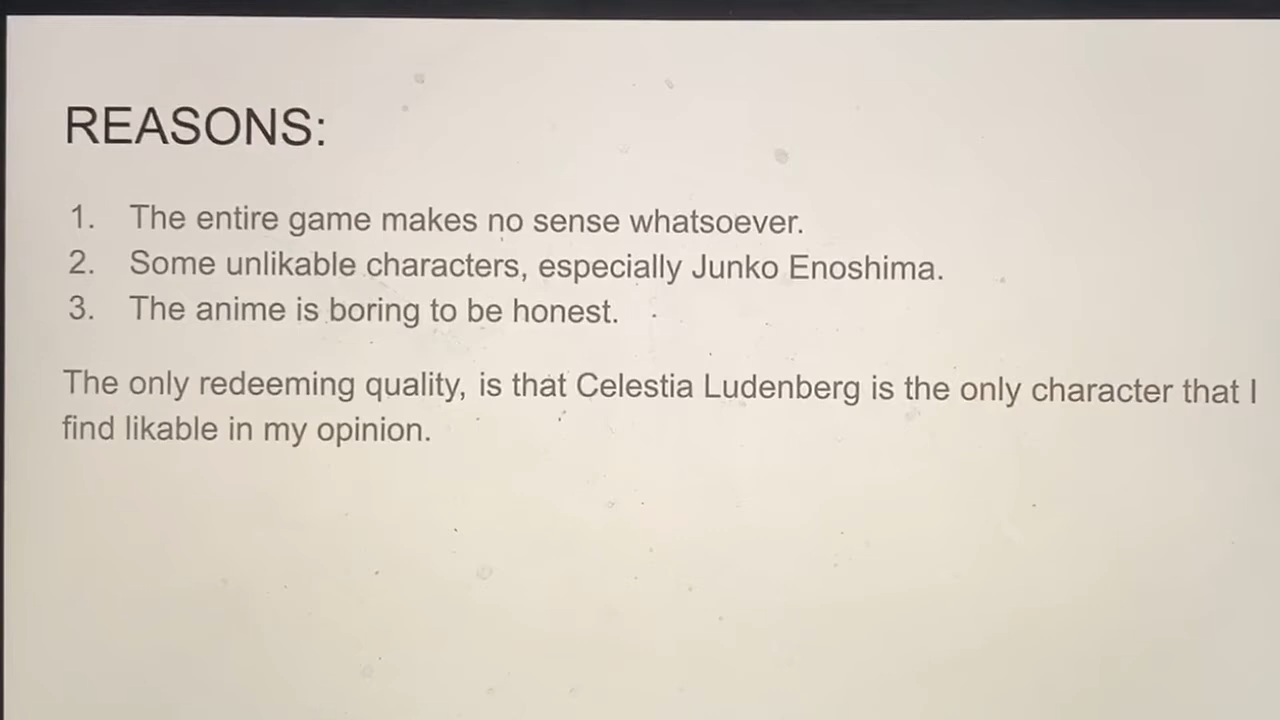 REASONS:
1. The entire game makes no sense whatsoever.
2. Some unlikable characters, especially Junko Enoshima.
3. The anime is boring to be honest.
The only redeeming quality, is that Celestia Ludenberg is the only character that I
find likable in my opinion.